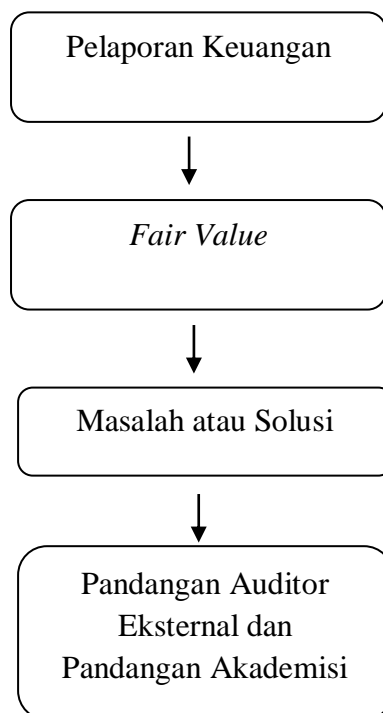 Pelaporan Keuangan
Fair Value
Masalah atau Solusi
Pandangan Auditor
Eksternal dan
Pandangan Akademisi